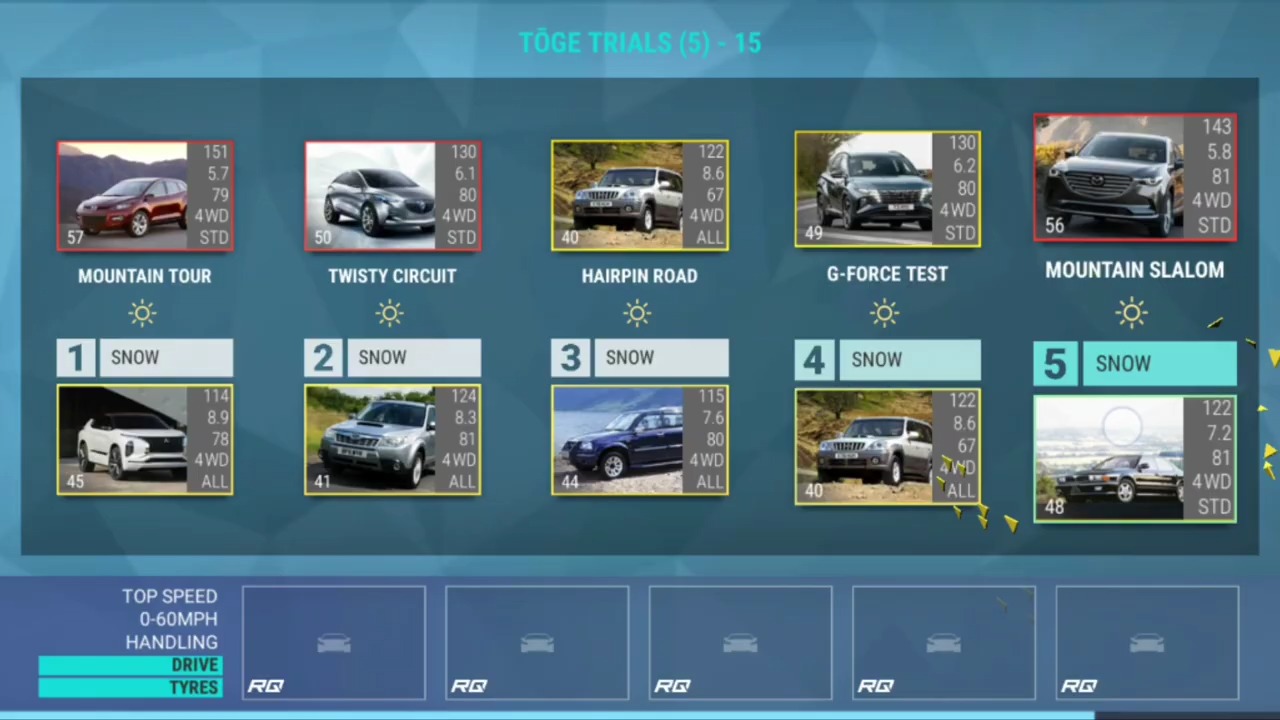 TŌGE TRIALS (5) - 15
151
5.7
79
4WD
57 STD
130
6.1
80
4WD
50 STD
122
8.6
67
4WD
40 ALL
130
6.2
80
4WD
49 STD
143
5.8
81
4WD
56 STD
MOUNTAIN TOUR
TWISTY CIRCUIT
HAIRPIN ROAD
G-FORCE TEST
MOUNTAIN SLALOM
1 SNOW
2 SNOW
3 SNOW
4 SNOW
5 SNOW
114
8.9
78
4WD
45 ALL
124
8.3
81
4WD
41 ALL
115
7.6
80
4WD
44 ALL
122
8.6
67
4WD
40 ALL
122
7.2
81
4WD
48 STD
TOP SPEED
0-60MPH
HANDLING
DRIVE
TYRES
RQ
RQ
RQ
RQ
RQ